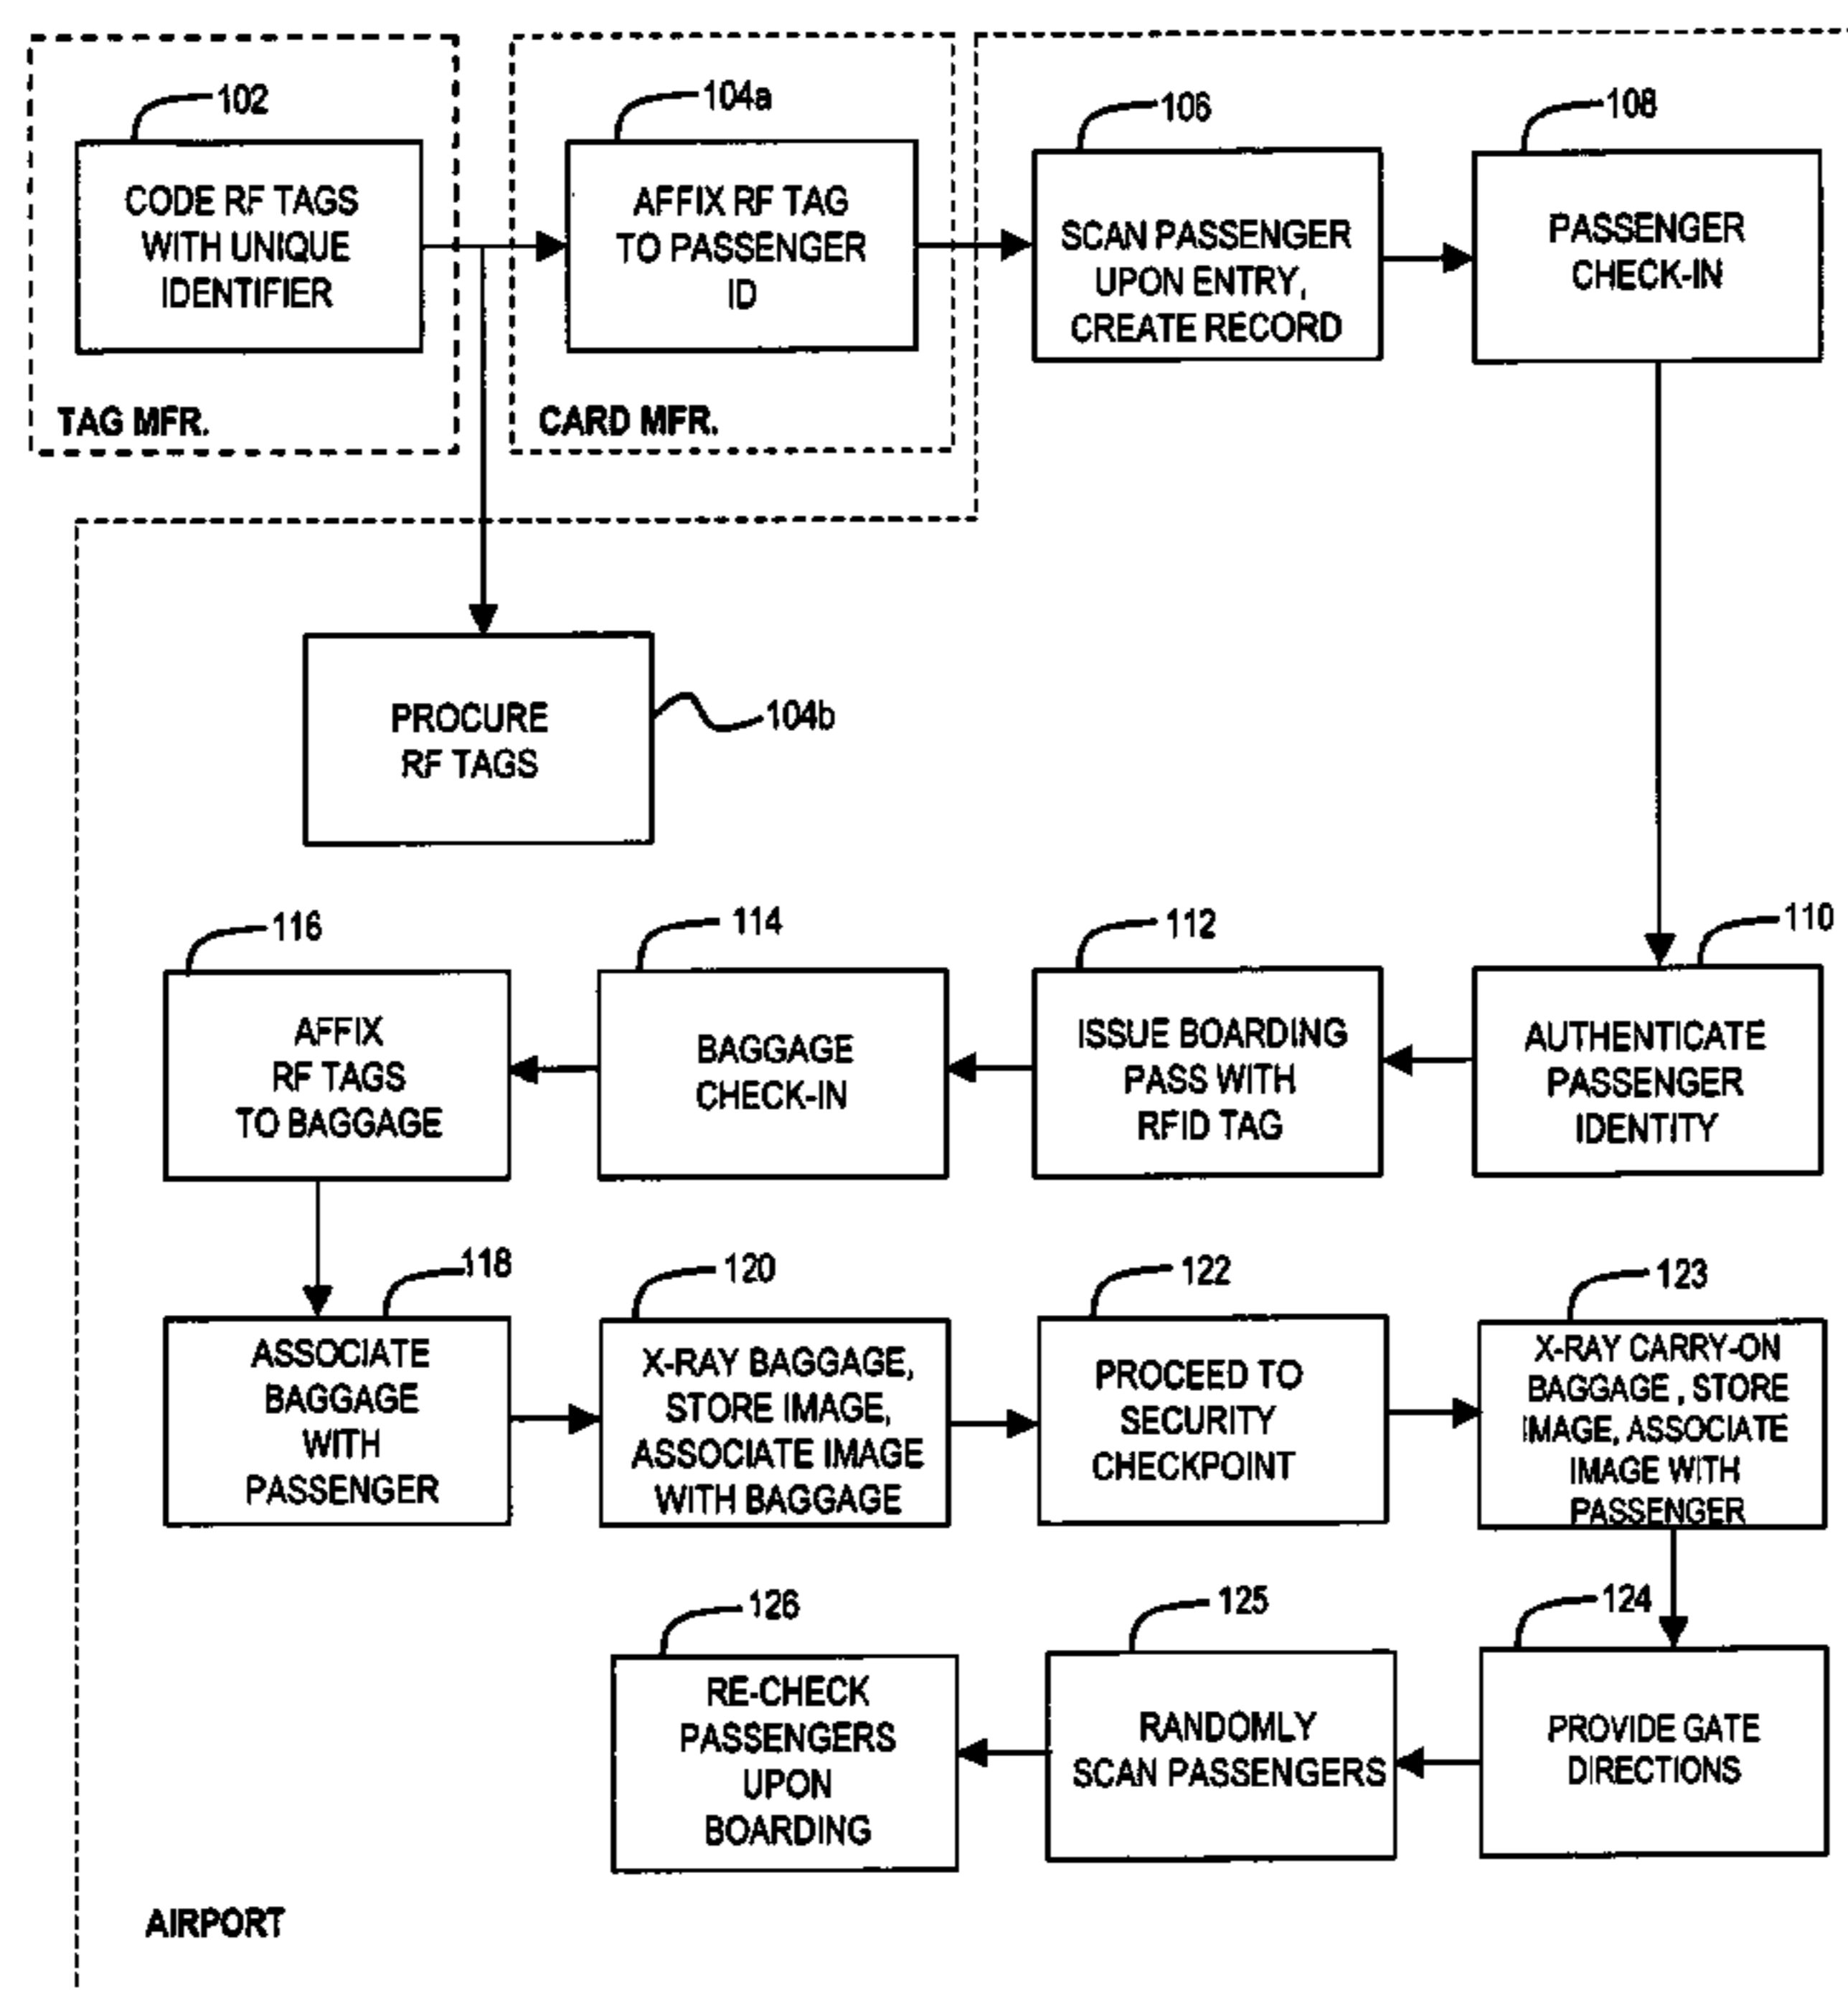 102
CODE RF TAGS
WITH UNIQUE
IDENTIFIER
TAG MFR.
104a
AFFIX RF TAG
TO PASSENGER
ID
CARD MFR.
106
SCAN PASSENGER
UPON ENTRY,
CREATE RECORD
108
PASSENGER
CHECK-IN
PROCURE
RF TAGS
104b
110
AUTHENTICATE
PASSENGER
IDENTITY
112
ISSUE BOARDING
PASS WITH
RFID TAG
114
BAGGAGE
CHECK-IN
116
AFFIX
RF TAGS
TO BAGGAGE
118
ASSOCIATE
BAGGAGE
WITH
PASSENGER
120
X-RAY BAGGAGE,
STORE IMAGE,
ASSOCIATE IMAGE
WITH BAGGAGE
122
PROCEED TO
SECURITY
CHECKPOINT
123
X-RAY CARRY-ON
BAGGAGE , STORE
IMAGE, ASSOCIATE
IMAGE WITH
PASSENGER
124
PROVIDE GATE
DIRECTIONS
125
RANDOMLY
SCAN PASSENGERS
126
RE-CHECK
PASSENGERS
UPON
BOARDING
AIRPORT